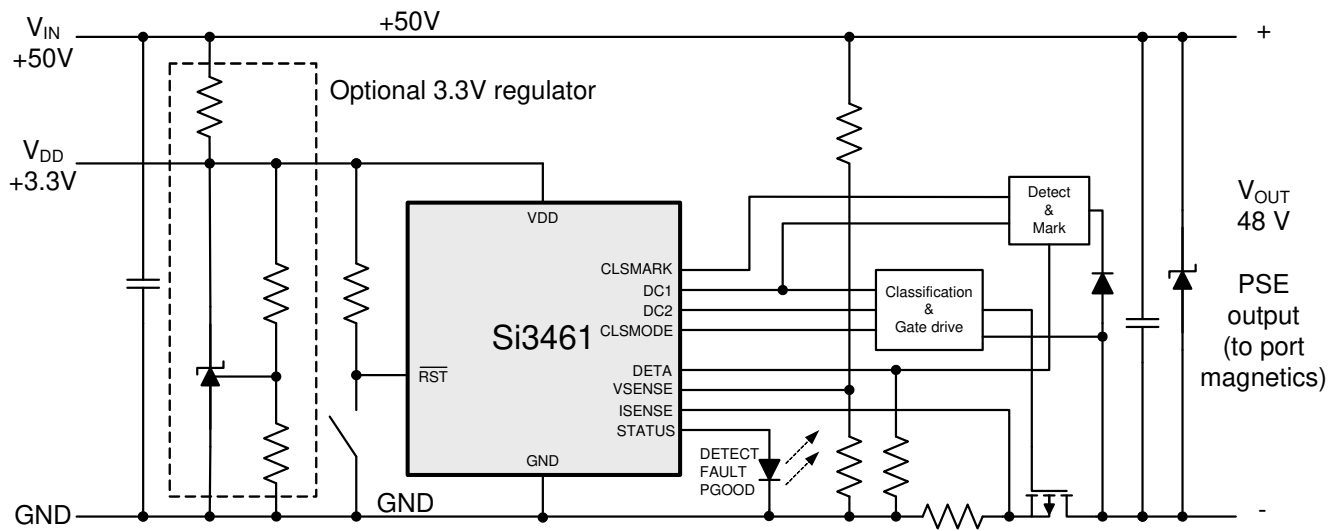 V_IN
+50V
+50V
+
Optional 3.3V regulator
V_DD
+3.3V
VDD
Detect
&
Mark
V_OUT
48 V
CLSMARK
DC1
DC2
CLSMODE
Classification
&
Gate drive
PSE
output
(to port
magnetics)
Si3461
RST
DETA
VSENSE
ISENSE
STATUS
GND
DETECT
FAULT
PGOOD
GND
GND
-